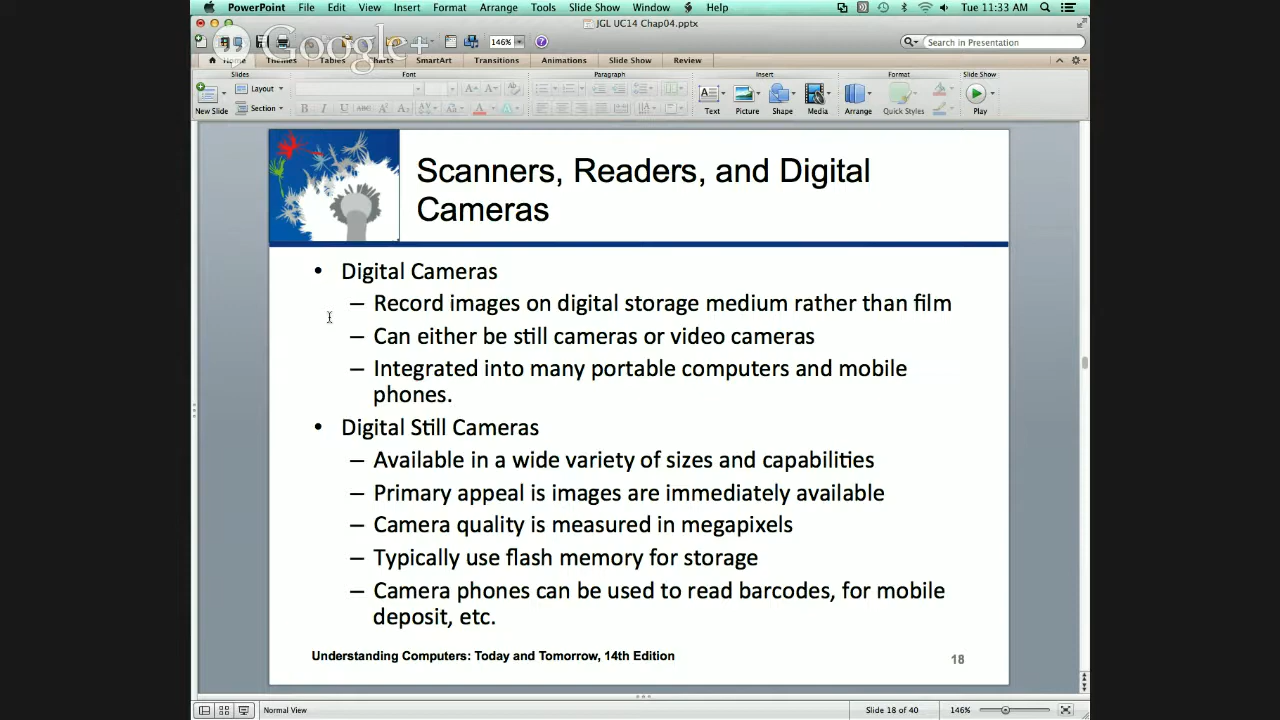 PowerPoint File Edit View Insert Format Arrange Tools Slide Show Window Help Tue 11:33 AM
JGL UC14 Chap04.pptx
Google+
146%
Search in Presentation
Home Themes Tables Charts SmartArt Transitions Animations Slide Show Review
Slides Font Paragraph Insert Format Slide Show
Layout
Section
New Slide Text Picture Shape Media Arrange Quick Styles Play
Scanners, Readers, and Digital
Cameras
• Digital Cameras
– Record images on digital storage medium rather than film
– Can either be still cameras or video cameras
– Integrated into many portable computers and mobile
phones.
• Digital Still Cameras
– Available in a wide variety of sizes and capabilities
– Primary appeal is images are immediately available
– Camera quality is measured in megapixels
– Typically use flash memory for storage
– Camera phones can be used to read barcodes, for mobile
deposit, etc.
Understanding Computers: Today and Tomorrow, 14th Edition 18
Normal View Slide 18 of 40 146%